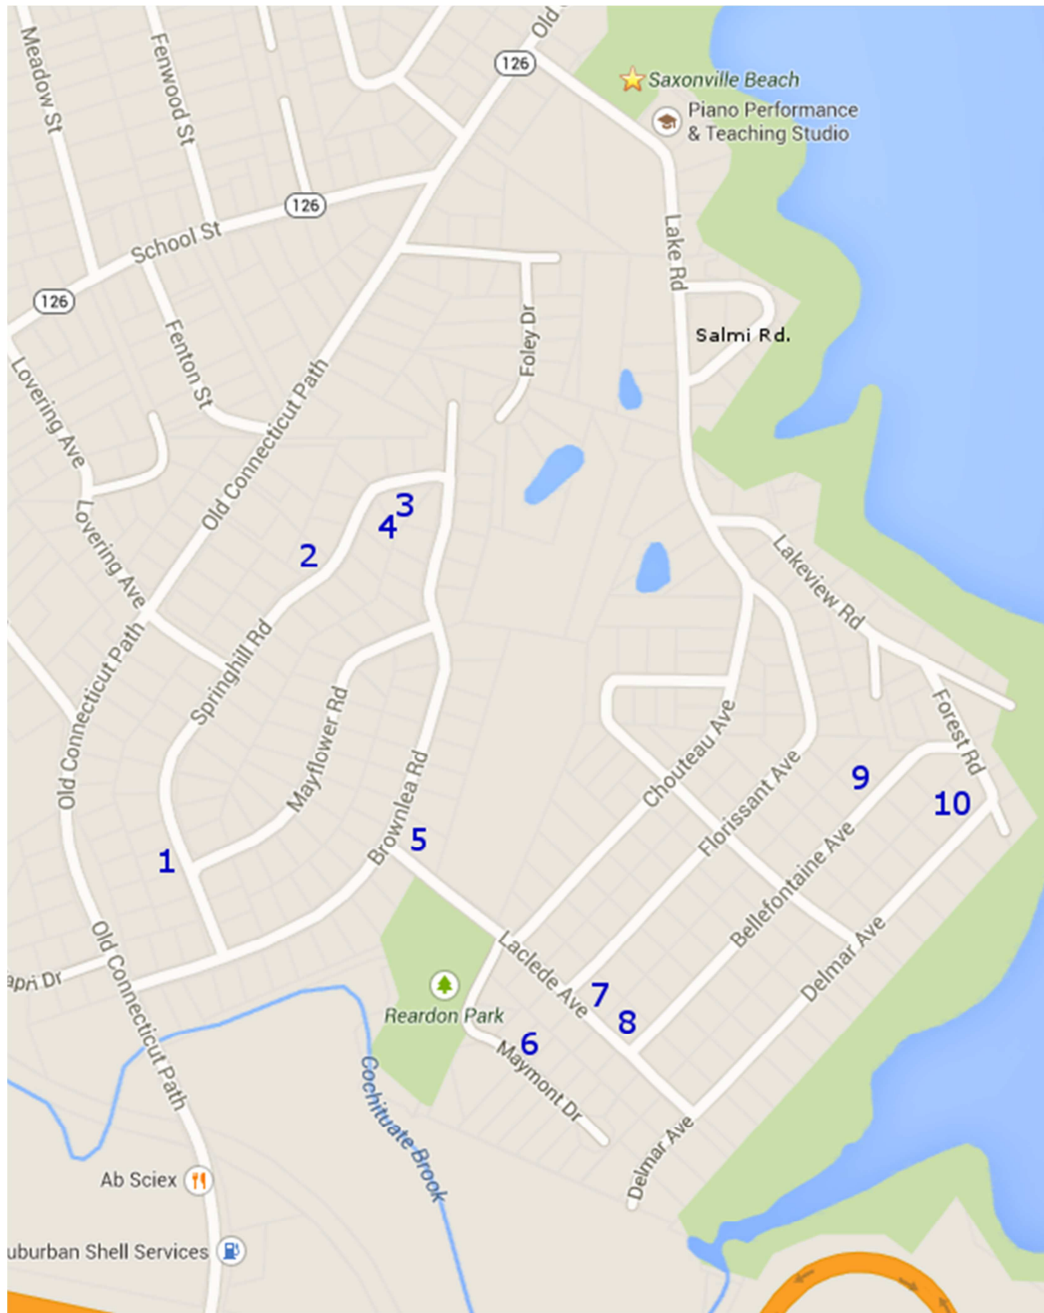 Old
126
Saxonville Beach
Piano Performance
& Teaching Studio
Meadow St
Fenwood St
126
School St
Lake Rd
126
Salmi Rd.
Foley Dr
Fenton St
Lovering Ave
Old Connecticut Path
3
4
2
Lovering Ave
Lakeview Rd
Springhill Rd
Old Connecticut Path
Mayflower Rd
Brownlea Rd
Chouteau Ave
Forest Rd
Florissant Ave
9
10
5
1
Bellefontaine Ave
Delmar Ave
Laclede Ave
Old Connecticut Path
apri Dr
Reardon Park
7
8
6
Maymont Dr
Cochituate Brook
Delmar Ave
Ab Sciex
uburban Shell Services